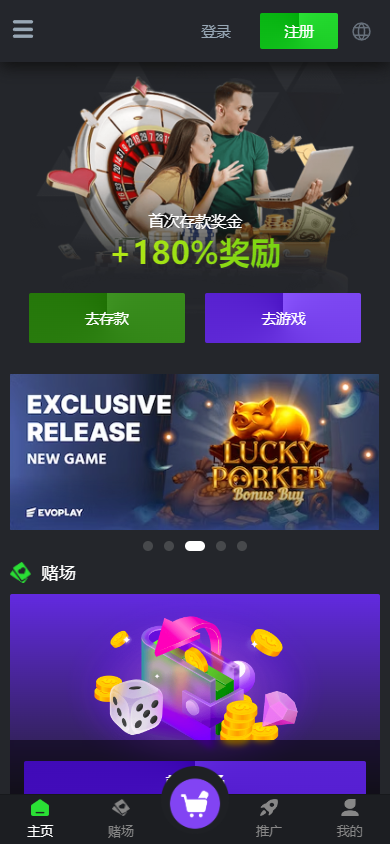 登录
注册
首次存款奖金
+180%奖励
去存款
去游戏
EXCLUSIVE
RELEASE
NEW GAME
LUCKY
PORKER
Bonus Buy
EVOPLAY
赌场
主页
赌场
推广
我的